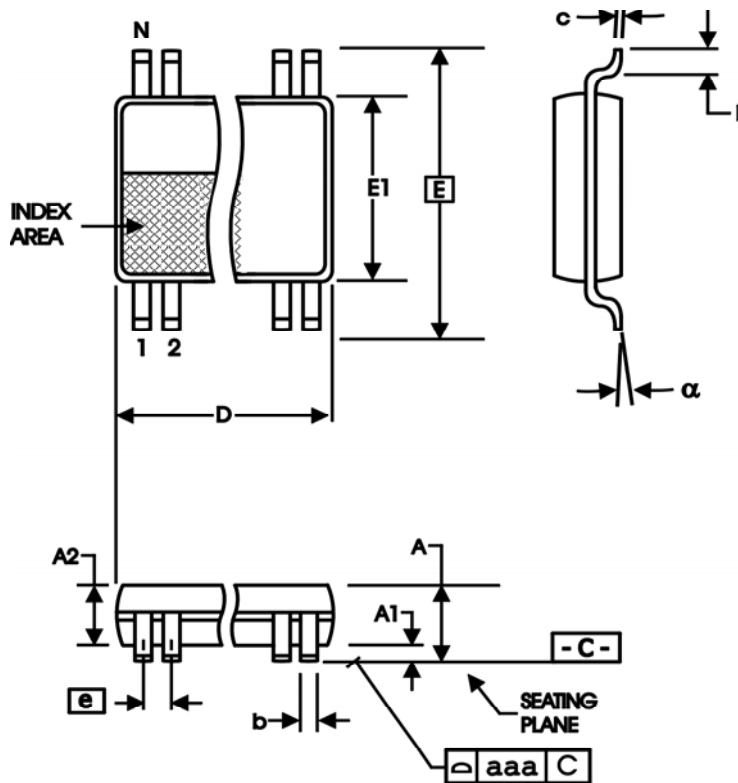 c
N
INDEX
AREA
E1
E
1 2
α
D
A2
A
A1
- C -
e
b
SEATING
PLANE
aaa C